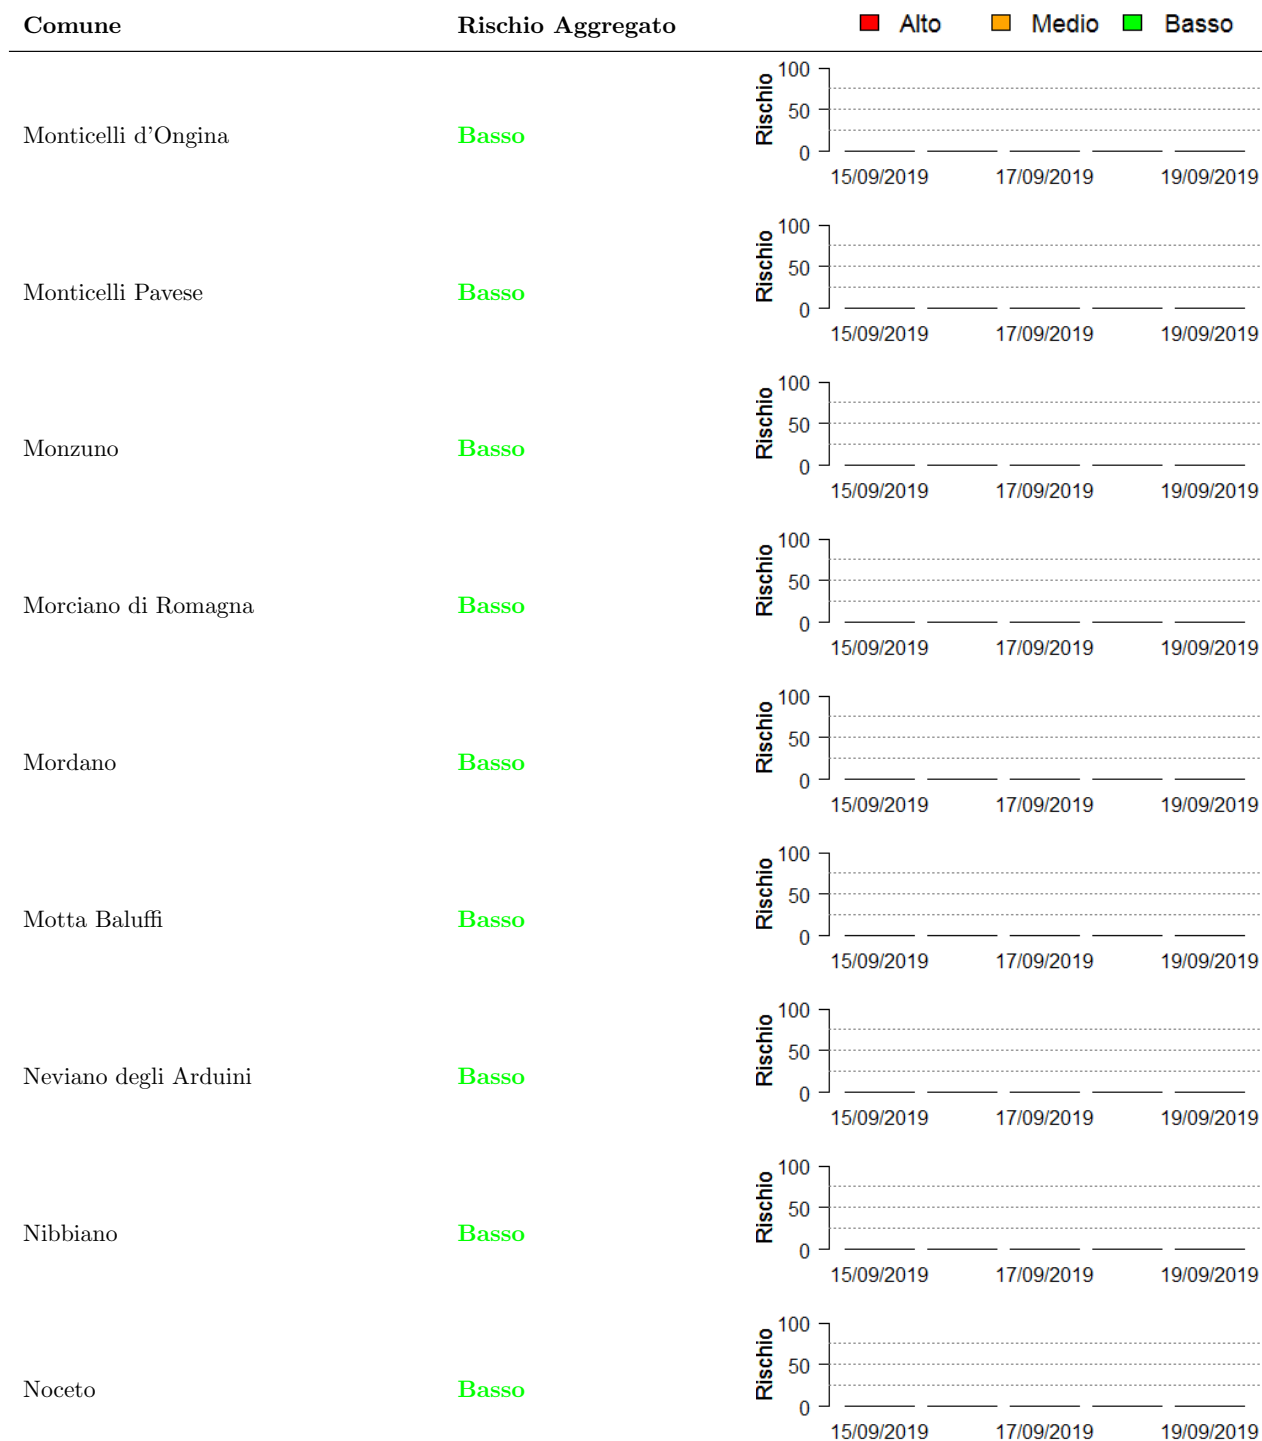 Comune Rischio Aggregato Alto Medio Basso
100
50
0
Rischio
Monticelli d'Ongina Basso
15/09/2019 17/09/2019 19/09/2019
100
50
0
Rischio
Monticelli Pavese Basso
15/09/2019 17/09/2019 19/09/2019
100
50
0
Rischio
Monzuno Basso
15/09/2019 17/09/2019 19/09/2019
100
50
0
Rischio
Morciano di Romagna Basso
15/09/2019 17/09/2019 19/09/2019
100
50
0
Rischio
Mordano Basso
15/09/2019 17/09/2019 19/09/2019
100
50
0
Rischio
Motta Baluffi Basso
15/09/2019 17/09/2019 19/09/2019
100
50
0
Rischio
Neviano degli Arduini Basso
15/09/2019 17/09/2019 19/09/2019
100
50
0
Rischio
Nibbiano Basso
15/09/2019 17/09/2019 19/09/2019
100
50
0
Rischio
Noceto Basso
15/09/2019 17/09/2019 19/09/2019